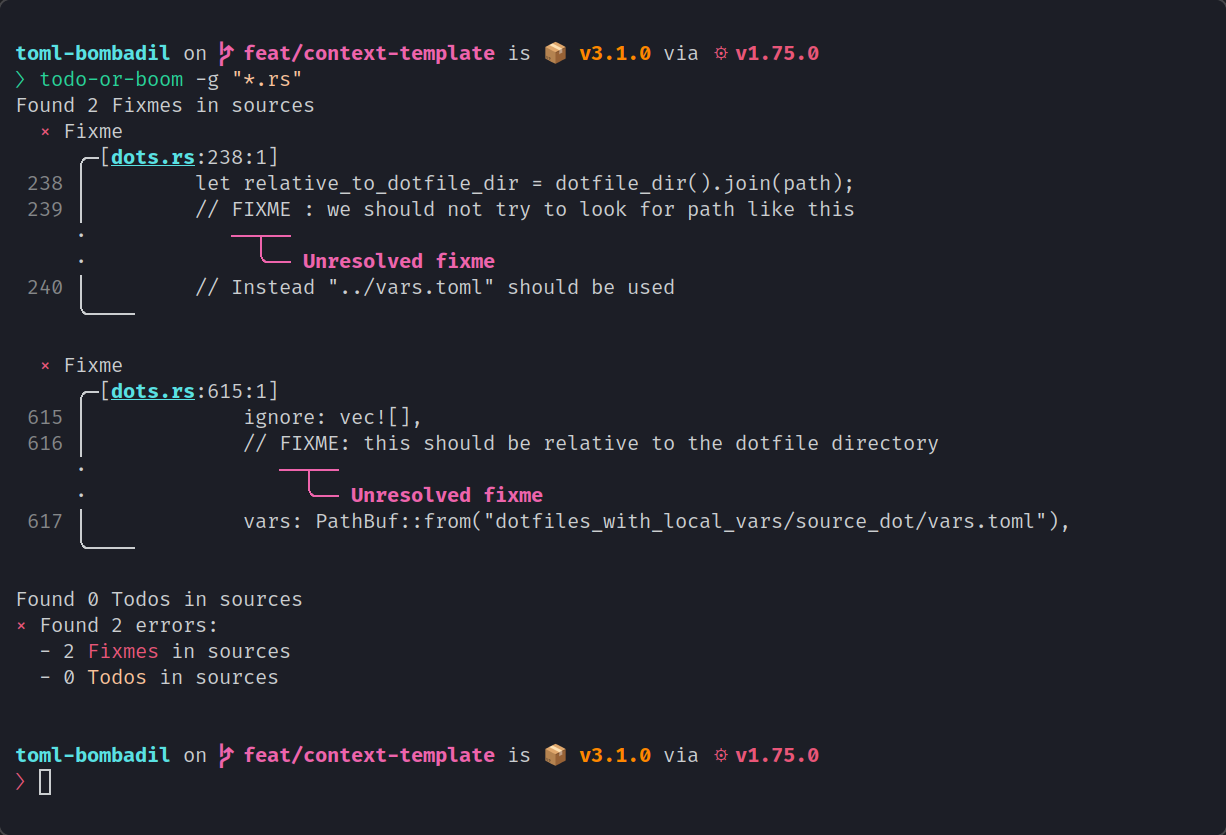 toml-bombadil on feat/context-template is 📦 v3.1.0 via ⚙ v1.75.0
❯ todo-or-boom -g "*.rs"
Found 2 Fixmes in sources
× Fixme
[dots.rs:238:1]
238 let relative_to_dotfile_dir = dotfile_dir().join(path);
239 // FIXME : we should not try to look for path like this
Unresolved fixme
240 // Instead "../vars.toml" should be used
× Fixme
[dots.rs:615:1]
615 ignore: vec![],
616 // FIXME: this should be relative to the dotfile directory
Unresolved fixme
617 vars: PathBuf::from("dotfiles_with_local_vars/source_dot/vars.toml"),
Found 0 Todos in sources
× Found 2 errors:
- 2 Fixmes in sources
- 0 Todos in sources
toml-bombadil on feat/context-template is 📦 v3.1.0 via ⚙ v1.75.0
❯